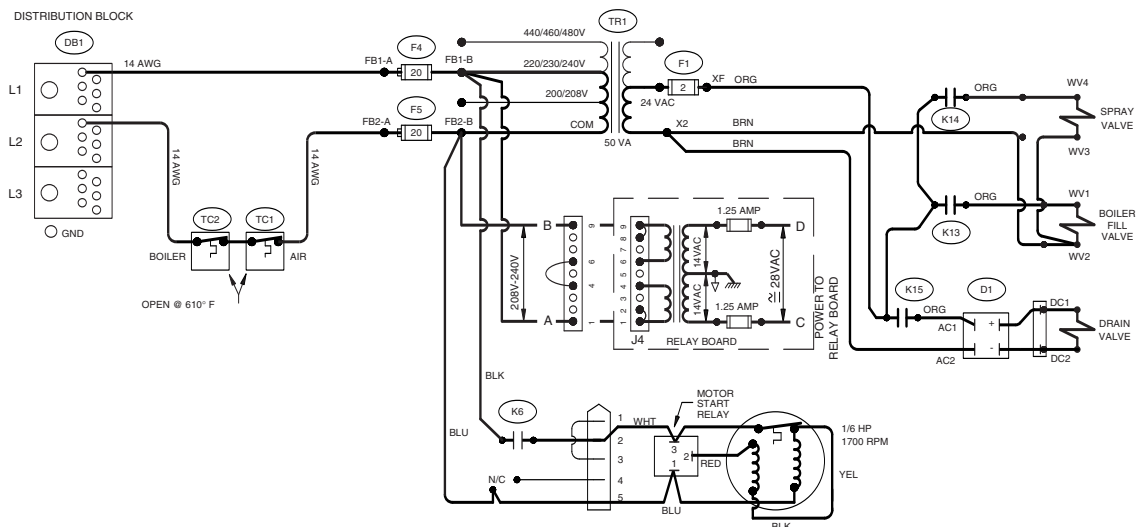 DISTRIBUTION BLOCK
DB1
14 AWG
L1
L2
L3
GND
14 AWG
14 AWG
TC2
TC1
BOILER
AIR
OPEN @ 610° F
FB1-A
F4
20
FB1-B
FB2-A
F5
20
FB2-B
440/460/480V
220/230/240V
200/208V
COM
TR1
50 VA
F1
2
24 VAC
XF
ORG
X2
BRN
BRN
K14
ORG
WV4
SPRAY
VALVE
WV3
K13
ORG
WV1
BOILER
FILL
VALVE
WV2
K15
ORG
AC1
AC2
D1
+
-
DC1
DC2
DRAIN
VALVE
208V-240V
B
A
9
6
4
1
9
8
7
6
5
4
3
2
1
J4
14VAC
14VAC
1.25 AMP
1.25 AMP
D
C
≅ 28VAC
RELAY BOARD
POWER TO
RELAY BOARD
BLK
BLU
K6
N/C
1
2
3
4
5
WHT
MOTOR
START
RELAY
3
2
1
RED
BLU
1/6 HP
1700 RPM
YEL
BLK